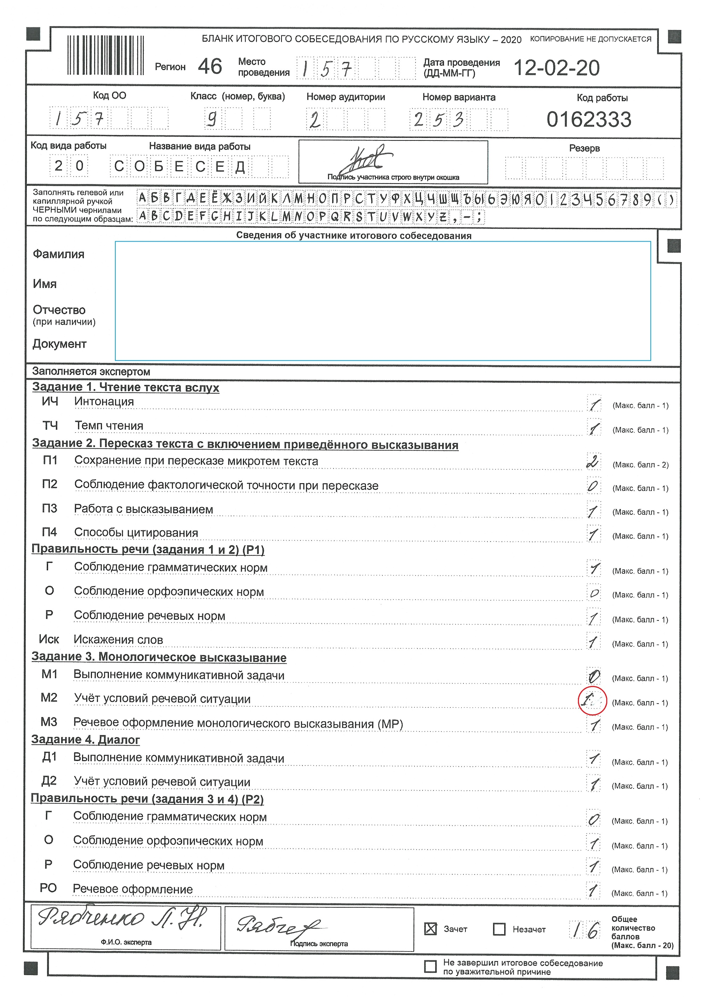 БЛАНК ИТОГОВОГО СОБЕСЕДОВАНИЯ ПО РУССКОМУ ЯЗЫКУ – 2020 КОПИРОВАНИЕ НЕ ДОПУСКАЕТСЯ
Регион 46 Место проведения 157 Дата проведения (ДД-ММ-ГГ) 12-02-20
Код ОО Класс (номер, буква) Номер аудитории Номер варианта Код работы
157 9 2 253 0162333
Код вида работы Название вида работы Резерв
20 СОБЕСЕД
Подпись участника строго внутри окошка
Заполнять гелевой или
капиллярной ручкой
ЧЕРНЫМИ чернилами
по следующим образцам:
АБВГДЕЁЖЗИЙКЛМНОПРСТУФХЦЧШЩЪЫЬЭЮЯ0123456789()
ABCDEFGHIJKLMNOPQRSTUVWXYZ,-;
Сведения об участнике итогового собеседования
Фамилия
Имя
Отчество
(при наличии)
Документ
Заполняется экспертом
Задание 1. Чтение текста вслух
ИЧ Интонация 1 (Макс. балл - 1)
ТЧ Темп чтения 1 (Макс. балл - 1)
Задание 2. Пересказ текста с включением приведённого высказывания
П1 Сохранение при пересказе микротем текста 2 (Макс. балл - 2)
П2 Соблюдение фактологической точности при пересказе 0 (Макс. балл - 1)
П3 Работа с высказыванием 1 (Макс. балл - 1)
П4 Способы цитирования 1 (Макс. балл - 1)
Правильность речи (задания 1 и 2) (Р1)
Г Соблюдение грамматических норм 1 (Макс. балл - 1)
О Соблюдение орфоэпических норм 0 (Макс. балл - 1)
Р Соблюдение речевых норм 1 (Макс. балл - 1)
Иск Искажения слов 1 (Макс. балл - 1)
Задание 3. Монологическое высказывание
М1 Выполнение коммуникативной задачи 0 (Макс. балл - 1)
М2 Учёт условий речевой ситуации 1 (Макс. балл - 1)
М3 Речевое оформление монологического высказывания (МР) 1 (Макс. балл - 1)
Задание 4. Диалог
Д1 Выполнение коммуникативной задачи 1 (Макс. балл - 1)
Д2 Учёт условий речевой ситуации 1 (Макс. балл - 1)
Правильность речи (задания 3 и 4) (Р2)
Г Соблюдение грамматических норм 0 (Макс. балл - 1)
О Соблюдение орфоэпических норм 1 (Макс. балл - 1)
Р Соблюдение речевых норм 1 (Макс. балл - 1)
РО Речевое оформление 1 (Макс. балл - 1)
Рябченко Л.Н.
Ф.И.О. эксперта
Подпись эксперта
Зачет Незачет 16
Общее
количество
баллов
(Макс. балл - 20)
Не завершил итоговое собеседование
по уважительной причине